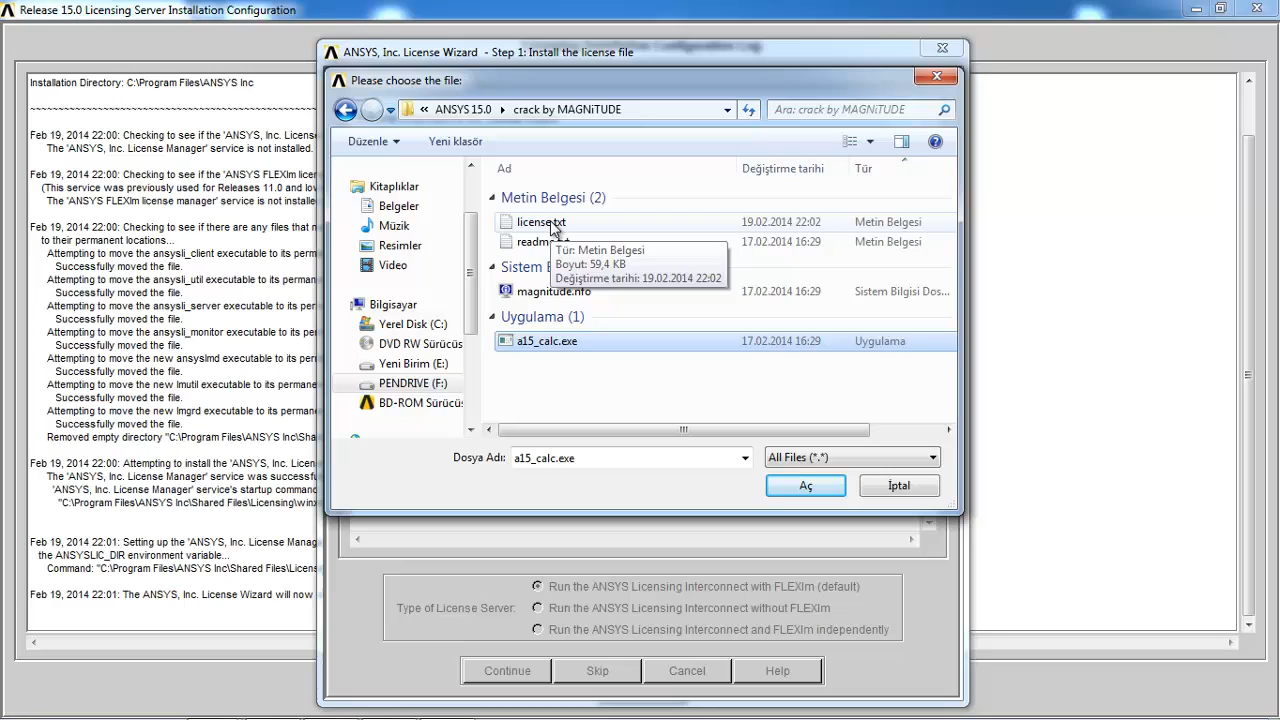 Release 15.0 Licensing Server Installation Configuration
Installation Directory: C:\Program Files\ANSYS Inc
Feb 19, 2014 22:00: Checking to see if the 'ANSYS, Inc. Licens
The 'ANSYS, Inc. License Manager' service is not installed.
Feb 19, 2014 22:00: Checking to see if the 'ANSYS FLEXlm licen
(This service was previously used for Releases 11.0 and low
The 'ANSYS FLEXlm license manager' service is not installe
Feb 19, 2014 22:00: Checking to see if there are any files that n
to their permanent locations...
Attempting to move the ansysli_client executable to its perm
Successfully moved the file.
Attempting to move the ansysli_util executable to its perman
Successfully moved the file.
Attempting to move the ansysli_server executable to its perm
Successfully moved the file.
Attempting to move the ansysli_monitor executable to its perm
Successfully moved the file.
Attempting to move the new ansyslmd executable to its perm
Successfully moved the file.
Attempting to move the new lmutil executable to its permanen
Successfully moved the file.
Attempting to move the new lmgrd executable to its permane
Successfully moved the file.
Removed empty directory "C:\Program Files\ANSYS Inc\Sha
Feb 19, 2014 22:00: Attempting to install the 'ANSYS, Inc. Licens
The 'ANSYS, Inc. License Manager' service was successfu
'ANSYS, Inc. License Manager' service's startup comman
"C:\Program Files\ANSYS Inc\Shared Files\Licensing\winx
Feb 19, 2014 22:01: Setting up the 'ANSYS, Inc. License Manag
the ANSYSLIC_DIR environment variable...
Command: "C:\Program Files\ANSYS Inc\Shared Files\Licens
Feb 19, 2014 22:01: The ANSYS, Inc. License Wizard will now
ANSYS, Inc. License Wizard - Step 1: Install the license file
Please choose the file:
« ANSYS 15.0 crack by MAGNiTUDE
Ara: crack by MAGNiTUDE
Düzenle Yeni klasör
Kitaplıklar
Belgeler
Müzik
Resimler
Video
Bilgisayar
Yerel Disk (C:)
DVD RW Sürücüs
Yeni Birim (E:)
PENDRIVE (F:)
BD-ROM Sürücüs
Ad Değiştirme tarihi Tür
Metin Belgesi (2)
license.txt 19.02.2014 22:02 Metin Belgesi
17.02.2014 16:29 Metin Belgesi
Tür: Metin Belgesi
Boyut: 59,4 KB
Değiştirme tarihi: 19.02.2014 22:02
Sistem B
magnitude.nfo 17.02.2014 16:29 Sistem Bilgisi Dos...
Uygulama (1)
a15_calc.exe 17.02.2014 16:29 Uygulama
Dosya Adı: a15_calc.exe All Files (*.*)
Aç İptal
Type of License Server:
Run the ANSYS Licensing Interconnect with FLEXlm (default)
Run the ANSYS Licensing Interconnect without FLEXlm
Run the ANSYS Licensing Interconnect and FLEXlm independently
Continue Skip Cancel Help